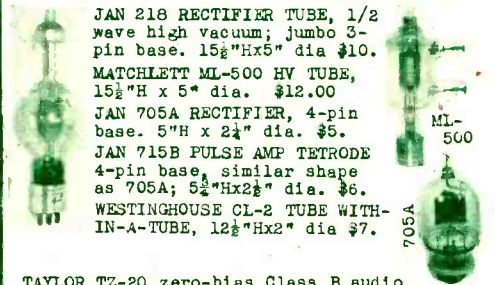 JAN 218 RECTIFIER TUBE, 1/2
wave high vacuum; jumbo 3-
pin base. 15½"Hx5" dia $10.
MATCHLETT ML-500 HV TUBE,
15½"H x 5" dia. $12.00
JAN 705A RECTIFIER, 4-pin
base. 5"H x 2¼" dia. $5.
JAN 715B PULSE AMP TETRODE
4-pin base, similar shape
as 705A; 5¾"Hx2½" dia. $6.
WESTINGHOUSE CL-2 TUBE WITH-
IN-A-TUBE, 12½"Hx2" dia $7.
ML-
500
705A
TAYLOR TZ-20 zero-bias Class B audio